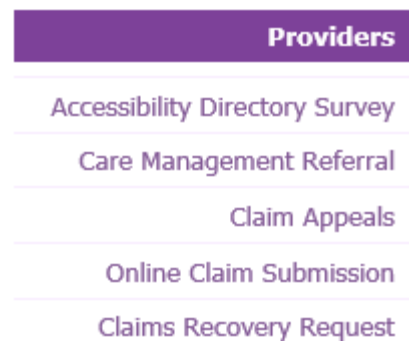 Providers
Accessibility Directory Survey
Care Management Referral
Claim Appeals
Online Claim Submission
Claims Recovery Request